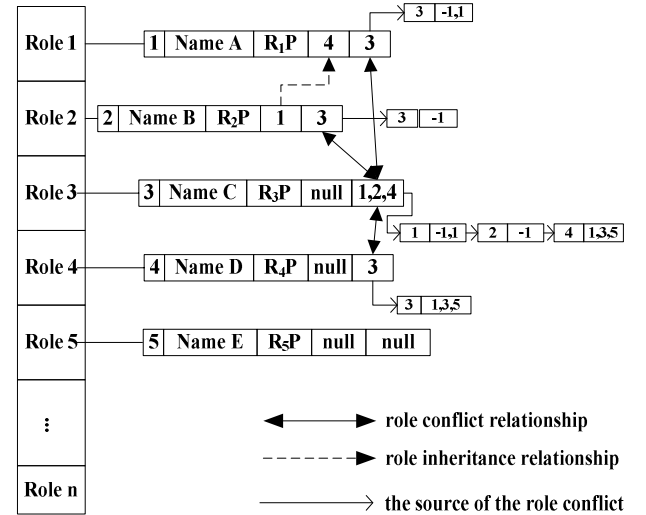 3 -1,1
Role 1 1 Name A R₁P 4 3
Role 2 2 Name B R₂P 1 3 3 -1
Role 3 3 Name C R₃P null 1,2,4
1 -1,1 2 -1 4 1,3,5
Role 4 4 Name D R₄P null 3
3 1,3,5
Role 5 5 Name E R₅P null null
...
role conflict relationship
role inheritance relationship
Role n
the source of the role conflict